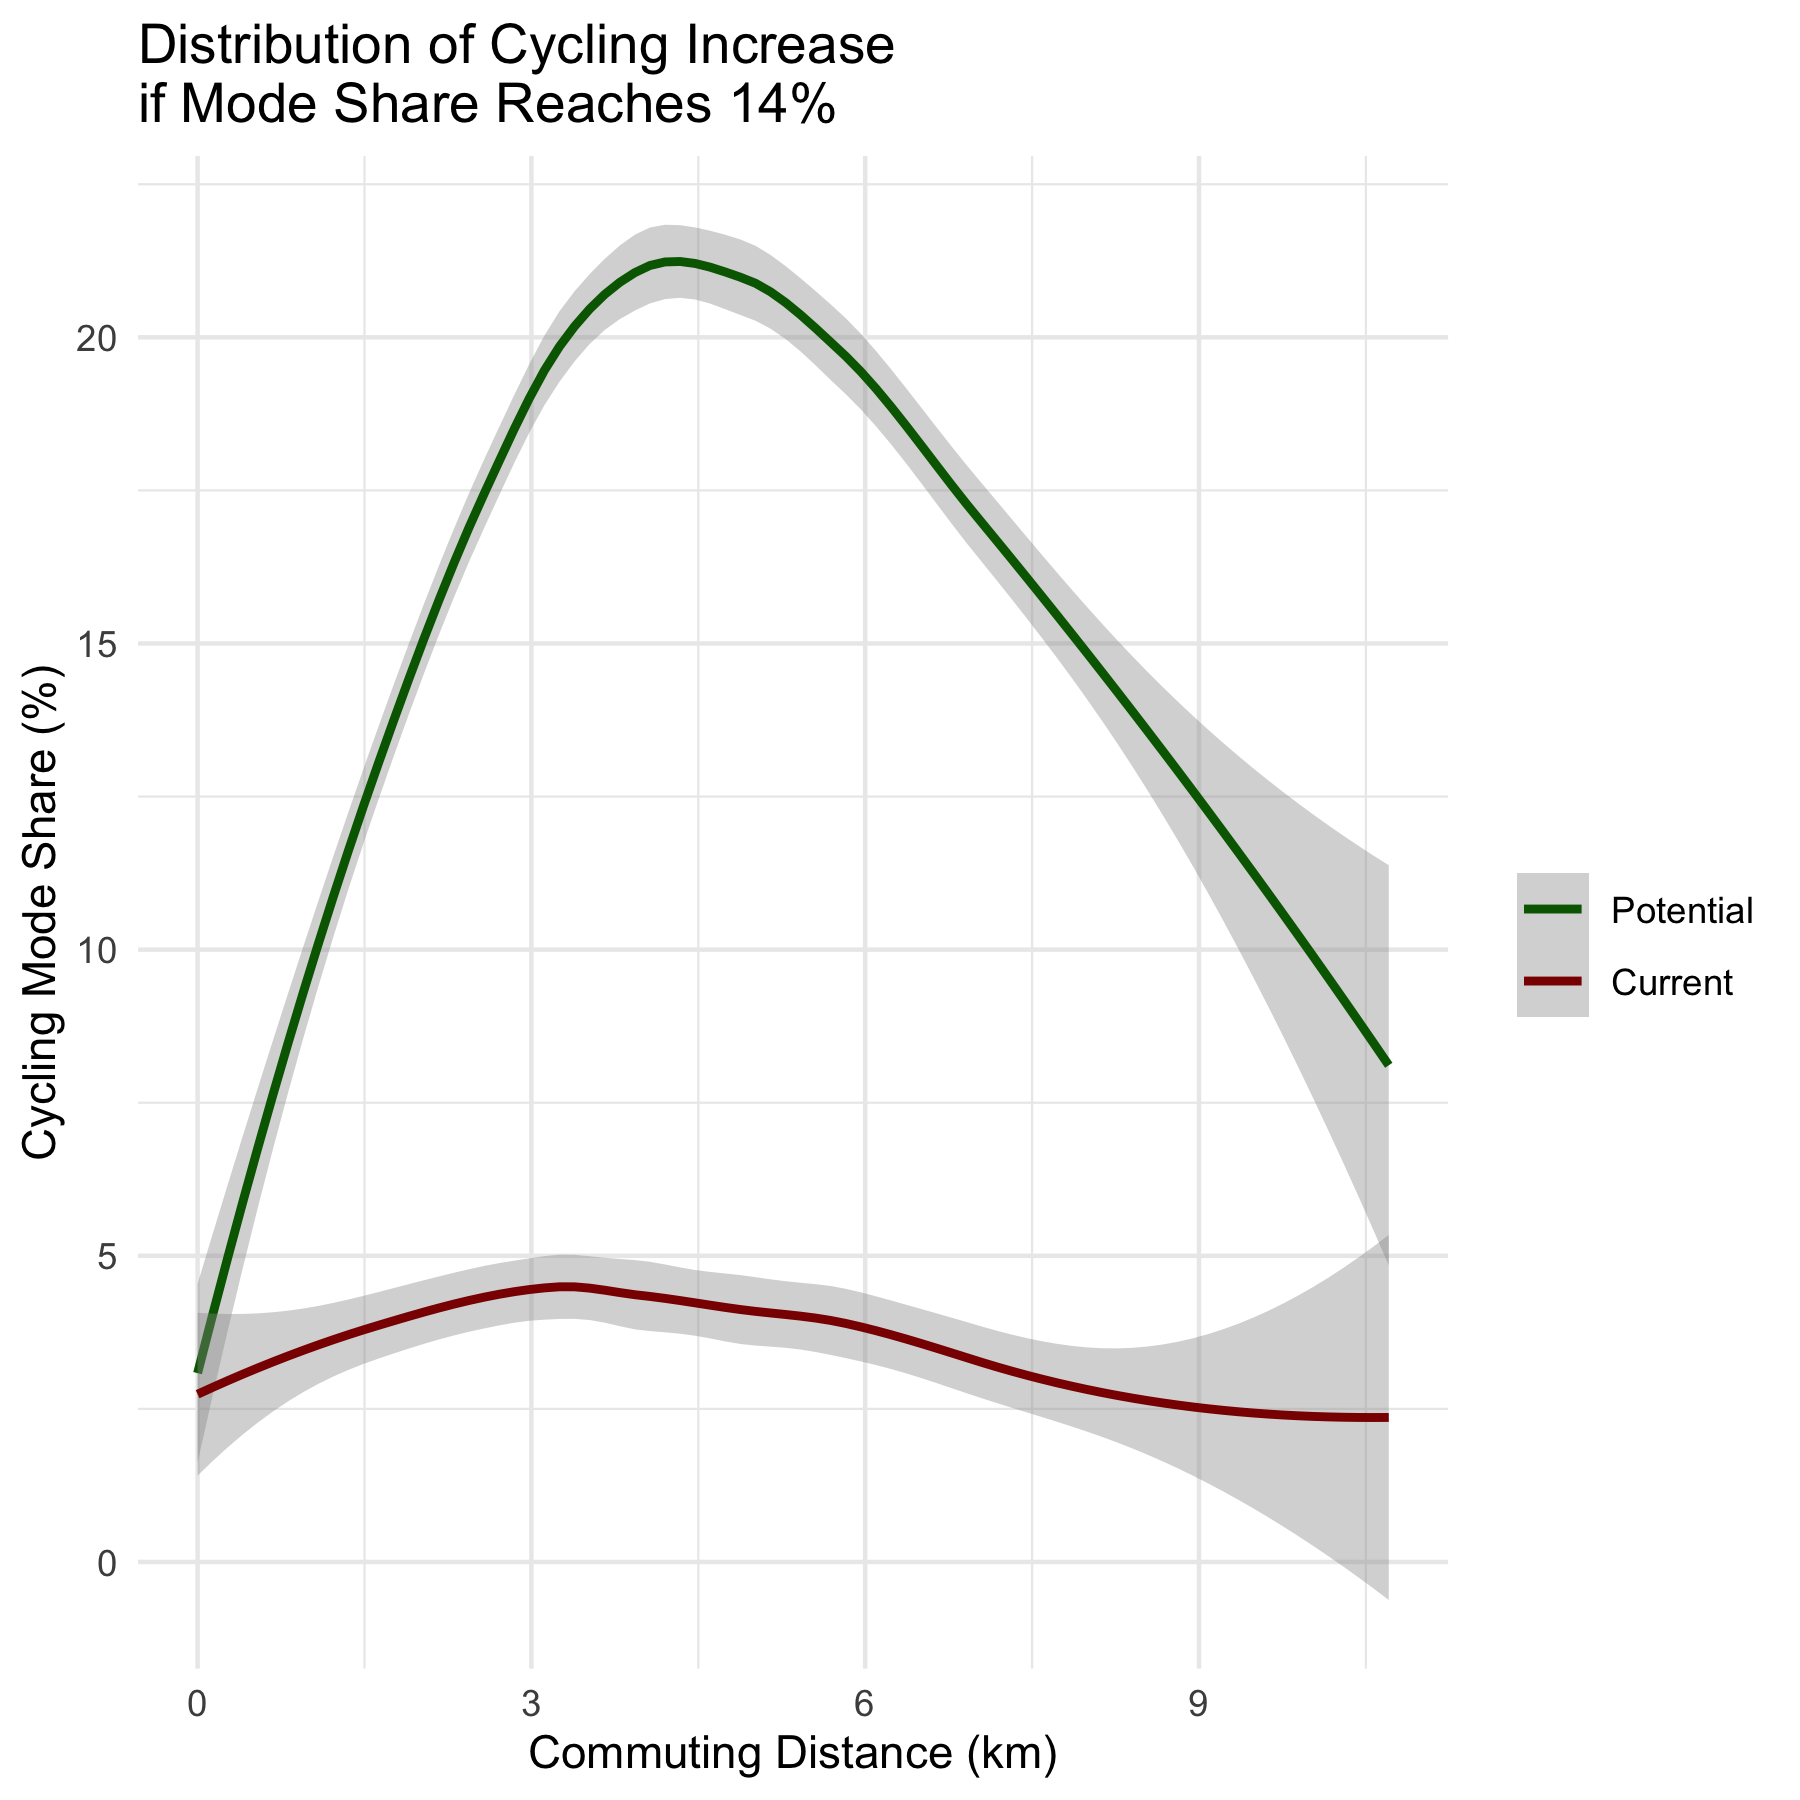 Distribution of Cycling Increase
if Mode Share Reaches 14%
Cycling Mode Share (%)
20
15
10
5
0
0 3 6 9
Commuting Distance (km)
Potential
Current